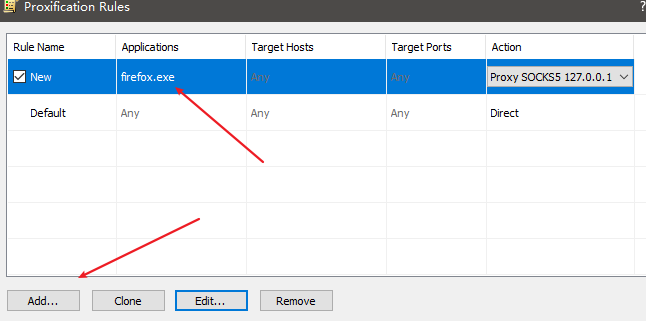 Proxification Rules ?
Rule Name Applications Target Hosts Target Ports Action
New firefox.exe Any Any Proxy SOCKS5 127.0.0.1
Default Any Any Any Direct
Add... Clone Edit... Remove